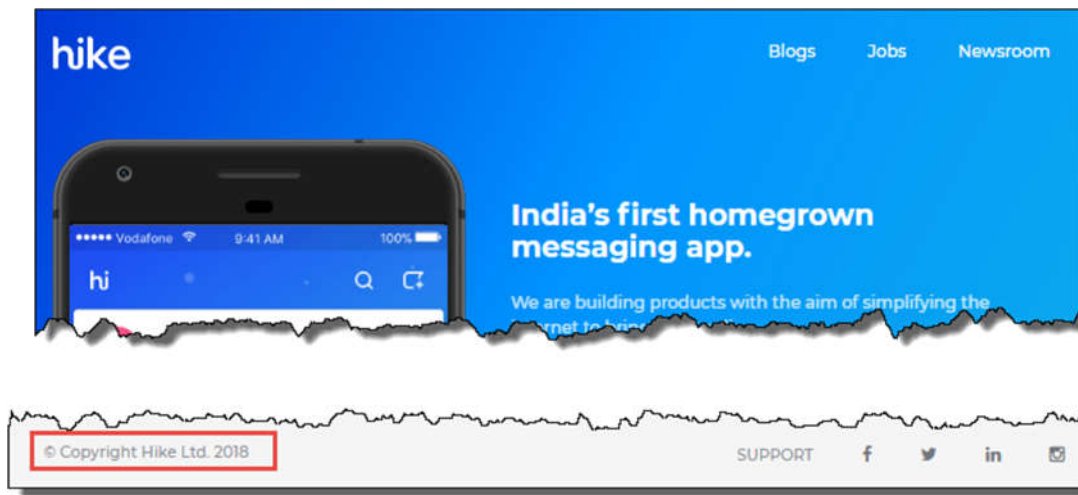 hike
Blogs Jobs Newsroom
Vodafone 9:41 AM 100%
hi
India's first homegrown
messaging app.
We are building products with the aim of simplifying the
© Copyright Hike Ltd. 2018
SUPPORT